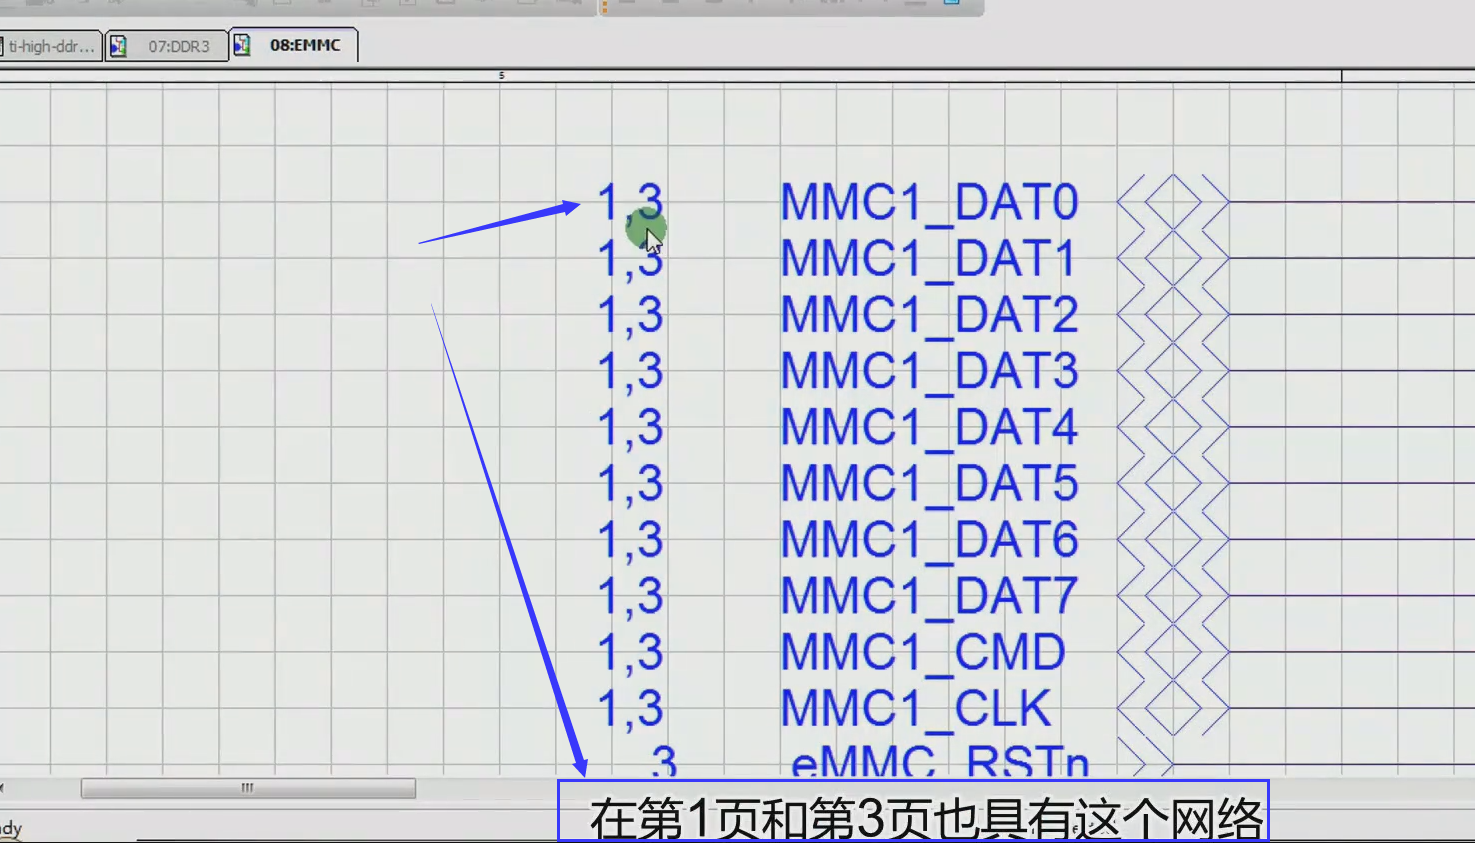 ti-high-ddr... 07:DDR3 08:EMMC
5
1,3 MMC1_DAT0
1,3 MMC1_DAT1
1,3 MMC1_DAT2
1,3 MMC1_DAT3
1,3 MMC1_DAT4
1,3 MMC1_DAT5
1,3 MMC1_DAT6
1,3 MMC1_DAT7
1,3 MMC1_CMD
1,3 MMC1_CLK
3 eMMC_RSTn
在第1页和第3页也具有这个网络